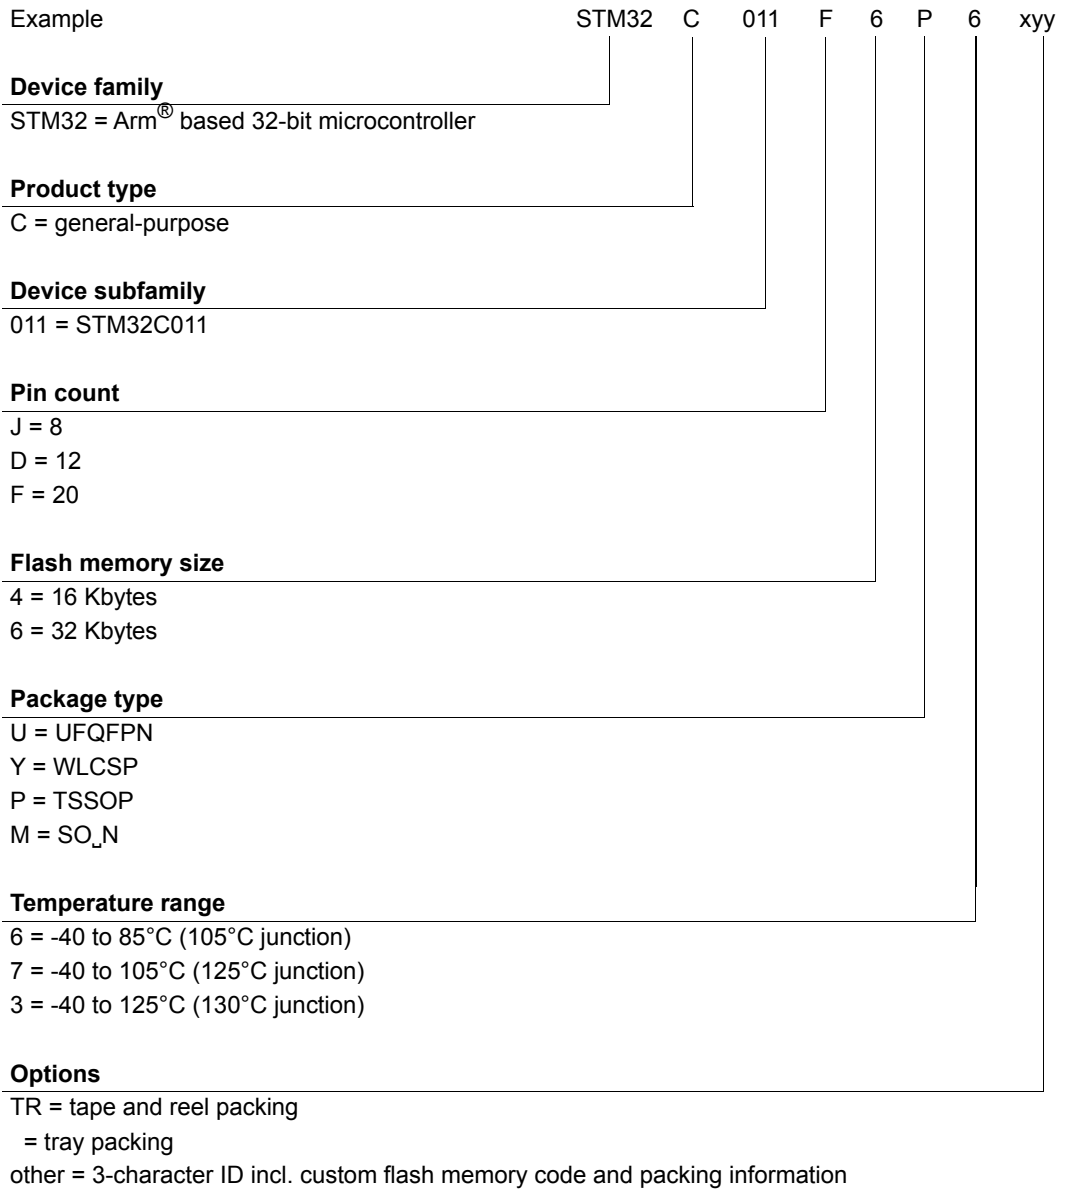 Example STM32 C 011 F 6 P 6 xyy
Device family
STM32 = Arm® based 32-bit microcontroller
Product type
C = general-purpose
Device subfamily
011 = STM32C011
Pin count
J = 8
D = 12
F = 20
Flash memory size
4 = 16 Kbytes
6 = 32 Kbytes
Package type
U = UFQFPN
Y = WLCSP
P = TSSOP
M = SO␣N
Temperature range
6 = -40 to 85°C (105°C junction)
7 = -40 to 105°C (125°C junction)
3 = -40 to 125°C (130°C junction)
Options
TR = tape and reel packing
= tray packing
other = 3-character ID incl. custom flash memory code and packing information